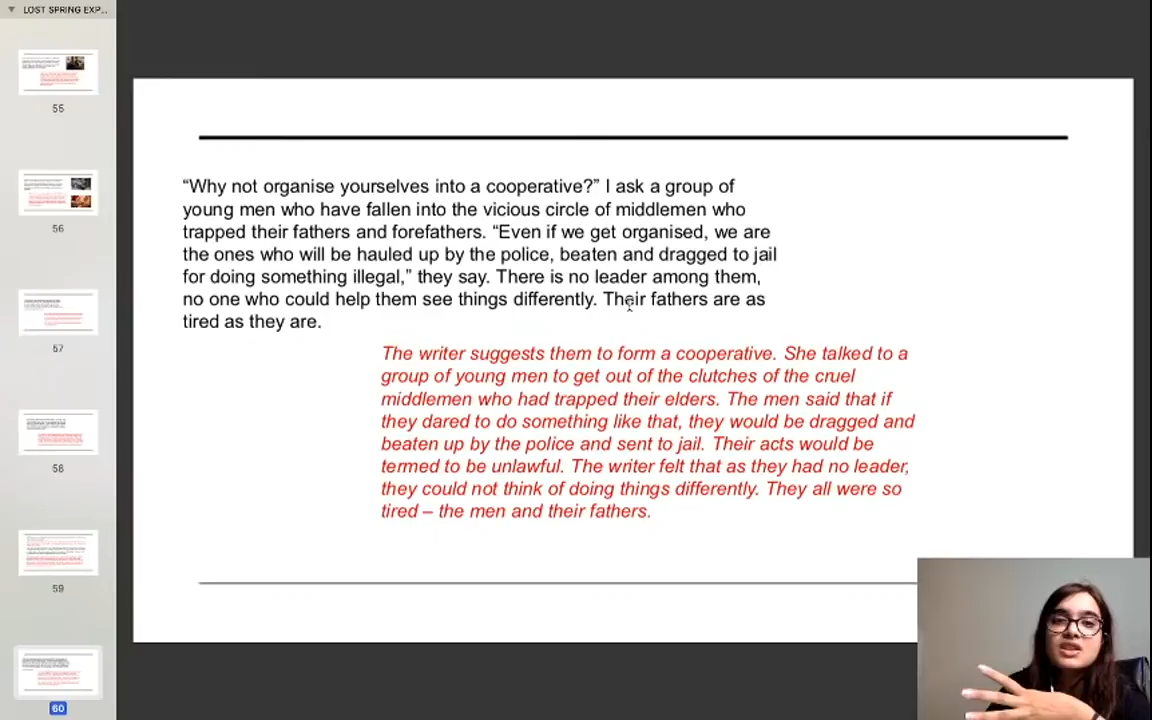 LOST SPRING EXP...
55
56
57
58
59
60
“Why not organise yourselves into a cooperative?” I ask a group of
young men who have fallen into the vicious circle of middlemen who
trapped their fathers and forefathers. “Even if we get organised, we are
the ones who will be hauled up by the police, beaten and dragged to jail
for doing something illegal,” they say. There is no leader among them,
no one who could help them see things differently. Their fathers are as
tired as they are.
The writer suggests them to form a cooperative. She talked to a
group of young men to get out of the clutches of the cruel
middlemen who had trapped their elders. The men said that if
they dared to do something like that, they would be dragged and
beaten up by the police and sent to jail. Their acts would be
termed to be unlawful. The writer felt that as they had no leader,
they could not think of doing things differently. They all were so
tired – the men and their fathers.